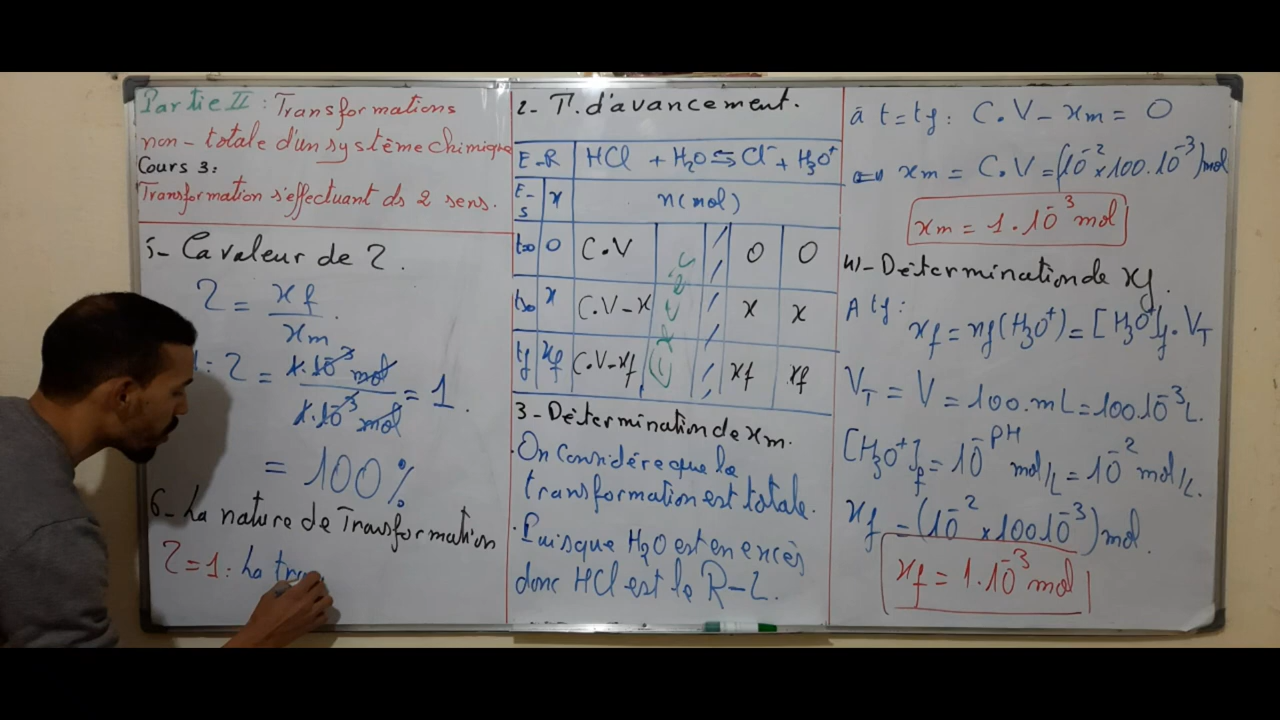 Partie II : Transformations
non-totale d'un système chimique
Cours 3:
Transformation s'effectuant ds 2 sens.
5- La valeur de τ.
τ = xf / xm.
: τ = 1.10⁻³ mol / 1.10⁻³ mol = 1.
= 100%
6- La nature de Transformation
τ = 1 : La tra
2- T. d'avancement.
E-R HCl + H₂O ⇆ Cl⁻ + H₃O⁺
E-s x n(mol)
t=0 0 C.V 0 0
x C.V-x x x
tf xf C.V-xf xf xf
3- Détermination de xm.
. On considère que la
transformation est totale.
. Puisque H₂O est en excès
donc HCl est le R-L.
à t=tf : C.V - xm = 0
xm = C.V = (10⁻² x 100.10⁻³) mol
xm = 1.10⁻³ mol
4)- Détermination de xf.
A tf :
xf = nf(H₃O⁺) = [H₃O⁺]f . VT
VT = V = 100.mL = 100.10⁻³ L.
[H₃O⁺]f = 10⁻ᵖᴴ mol/L = 10⁻² mol/L.
xf = (10⁻² x 100.10⁻³) mol.
xf = 1.10⁻³ mol